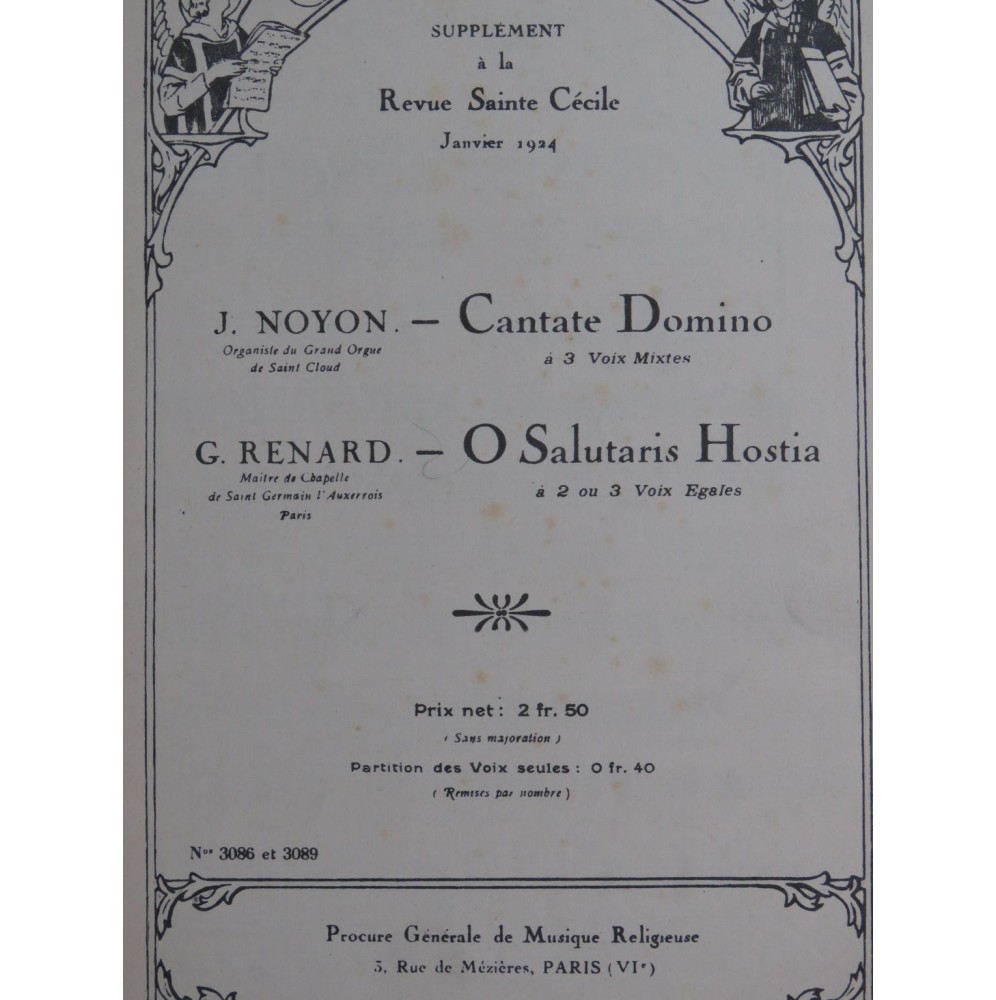 SUPPLÉMENT
à la
Revue Sainte Cécile
Janvier 1924
J. NOYON. — Cantate Domino
Organiste du Grand Orgue
de Saint Cloud
à 3 Voix Mixtes
G. RENARD. — O Salutaris Hostia
Maitre de Chapelle
de Saint Germain l'Auxerrois
Paris
à 2 ou 3 Voix Egales
Prix net : 2 fr. 50
( Sans majoration )
Partition des Voix seules : 0 fr. 40
( Remises par nombre )
Nos 3086 et 3089
Procure Générale de Musique Religieuse
5, Rue de Mézières, PARIS (VIe)